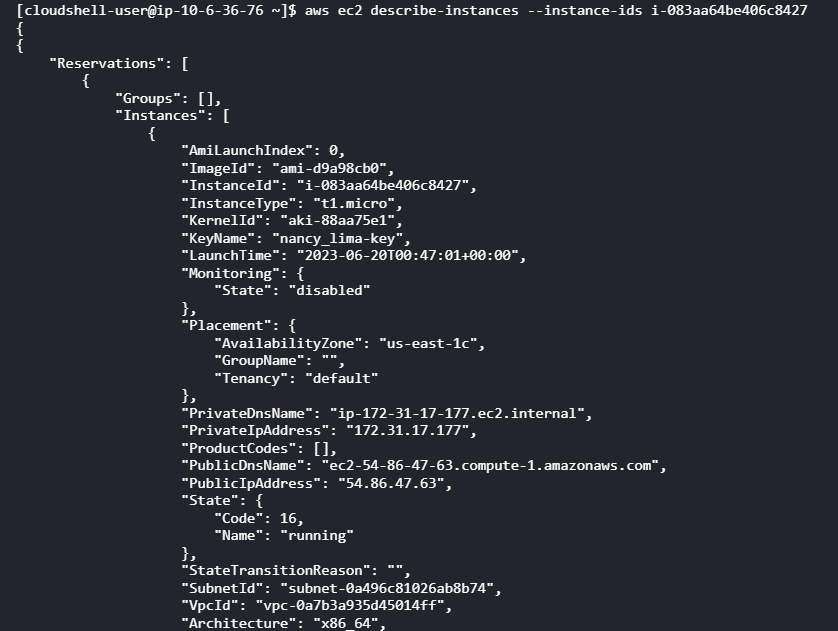 [cloudshell-user@ip-10-6-36-76 ~]$ aws ec2 describe-instances --instance-ids i-083aa64be406c8427
{
{
    "Reservations": [
        {
            "Groups": [],
            "Instances": [
                {
                    "AmiLaunchIndex": 0,
                    "ImageId": "ami-d9a98cb0",
                    "InstanceId": "i-083aa64be406c8427",
                    "InstanceType": "t1.micro",
                    "KernelId": "aki-88aa75e1",
                    "KeyName": "nancy_lima-key",
                    "LaunchTime": "2023-06-20T00:47:01+00:00",
                    "Monitoring": {
                        "State": "disabled"
                    },
                    "Placement": {
                        "AvailabilityZone": "us-east-1c",
                        "GroupName": "",
                        "Tenancy": "default"
                    },
                    "PrivateDnsName": "ip-172-31-17-177.ec2.internal",
                    "PrivateIpAddress": "172.31.17.177",
                    "ProductCodes": [],
                    "PublicDnsName": "ec2-54-86-47-63.compute-1.amazonaws.com",
                    "PublicIpAddress": "54.86.47.63",
                    "State": {
                        "Code": 16,
                        "Name": "running"
                    },
                    "StateTransitionReason": "",
                    "SubnetId": "subnet-0a496c81026ab8b74",
                    "VpcId": "vpc-0a7b3a935d45014ff",
                    "Architecture": "x86_64",